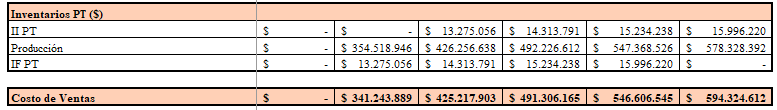 Inventarios PT ($)
II PT $ - $ - $ 13.275.056 $ 14.313.791 $ 15.234.238 $ 15.996.220
Producción $ - $ 354.518.946 $ 426.256.638 $ 492.226.612 $ 547.368.526 $ 578.328.392
IF PT $ - $ 13.275.056 $ 14.313.791 $ 15.234.238 $ 15.996.220 $ -
Costo de Ventas $ - $ 341.243.889 $ 425.217.903 $ 491.306.165 $ 546.606.545 $ 594.324.612